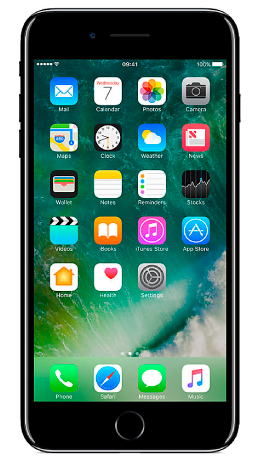 09:41 100%
Wednesday
7
Mail Calendar Photos Camera
Maps Clock Weather News
Wallet Notes Reminders Stocks
Videos iBooks iTunes Store App Store
Home Health Settings
Phone Safari Messages Music